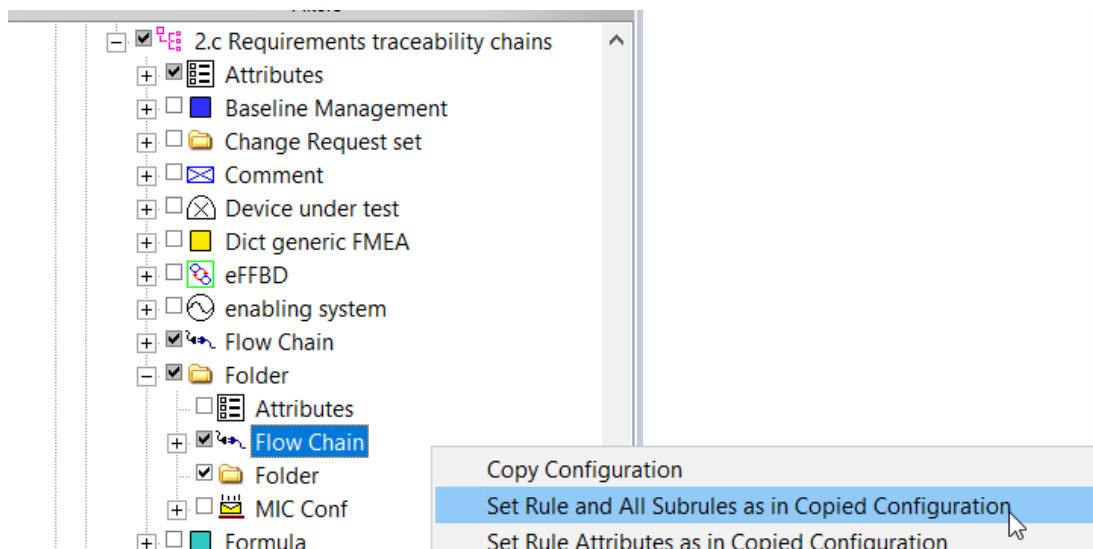 2.c Requirements traceability chains
Attributes
Baseline Management
Change Request set
Comment
Device under test
Dict generic FMEA
eFFBD
enabling system
Flow Chain
Folder
Attributes
Flow Chain
Folder
MIC Conf
Formula
Copy Configuration
Set Rule and All Subrules as in Copied Configuration
Set Rule Attributes as in Copied Configuration